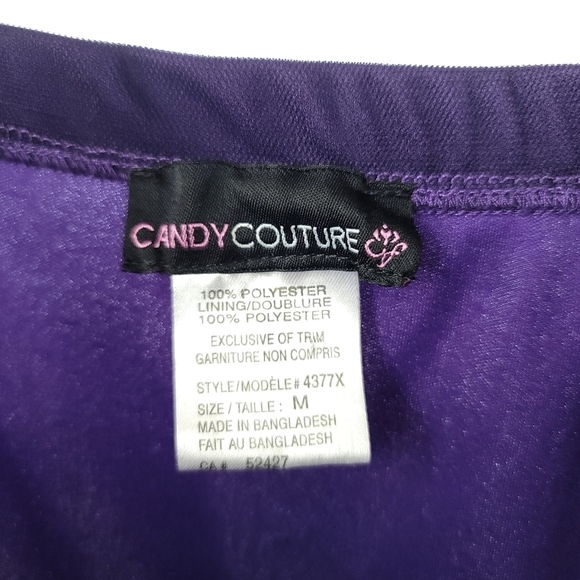 CANDYCOUTURE
100% POLYESTER
LINING/DOUBLURE
100% POLYESTER
EXCLUSIVE OF TRIM
GARNITURE NON COMPRIS
STYLE/MODÈLE# 4377X
SIZE / TAILLE : M
MADE IN BANGLADESH
FAIT AU BANGLADESH
CA # 52427